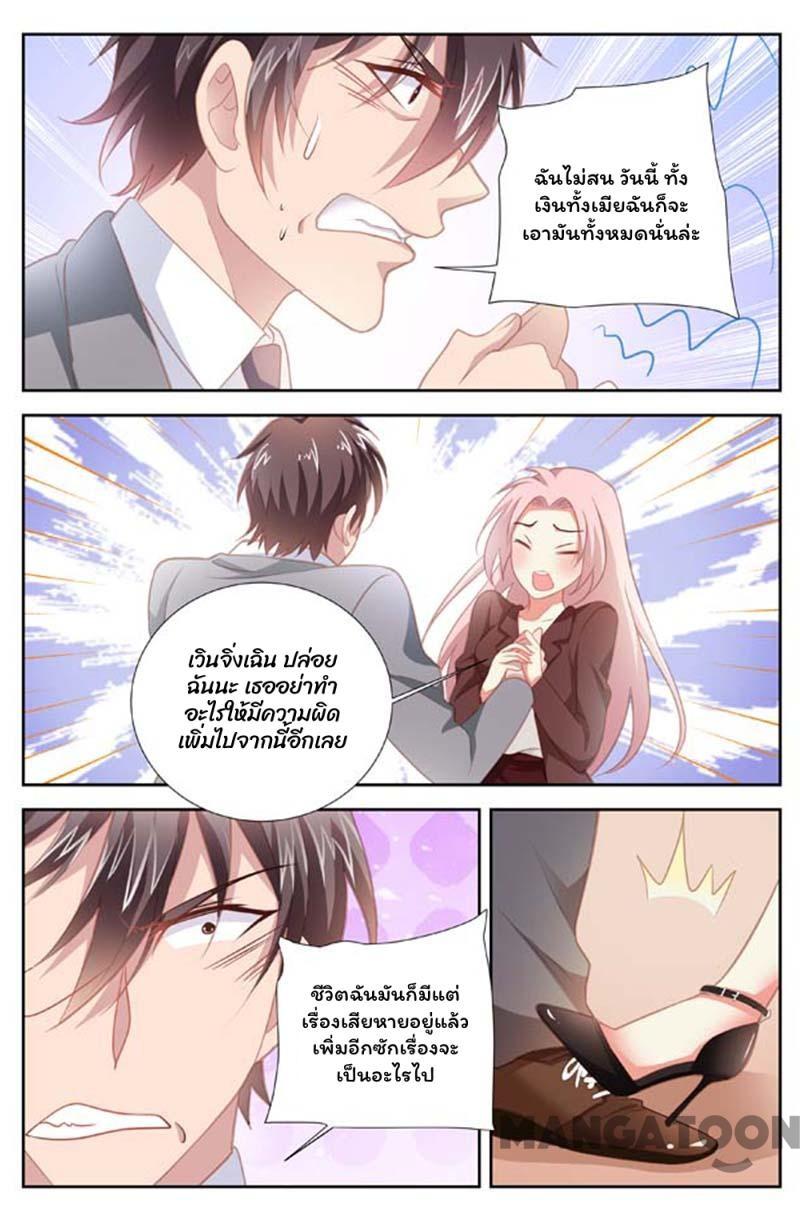 ฉันไม่สน วันนี้ ทั้ง
เงินทั้งเมียฉันก็จะ
เอามันทั้งหมดนั่นล่ะ
เวินจิ่งเฉิน ปล่อย
ฉันนะ เธออย่าทำ
อะไรให้มีความผิด
เพิ่มไปจากนี้อีกเลย
ชีวิตฉันมันก็มีแต่
เรื่องเสียหายอยู่แล้ว
เพิ่มอีกซักเรื่องจะ
เป็นอะไรไป
MANGATOON